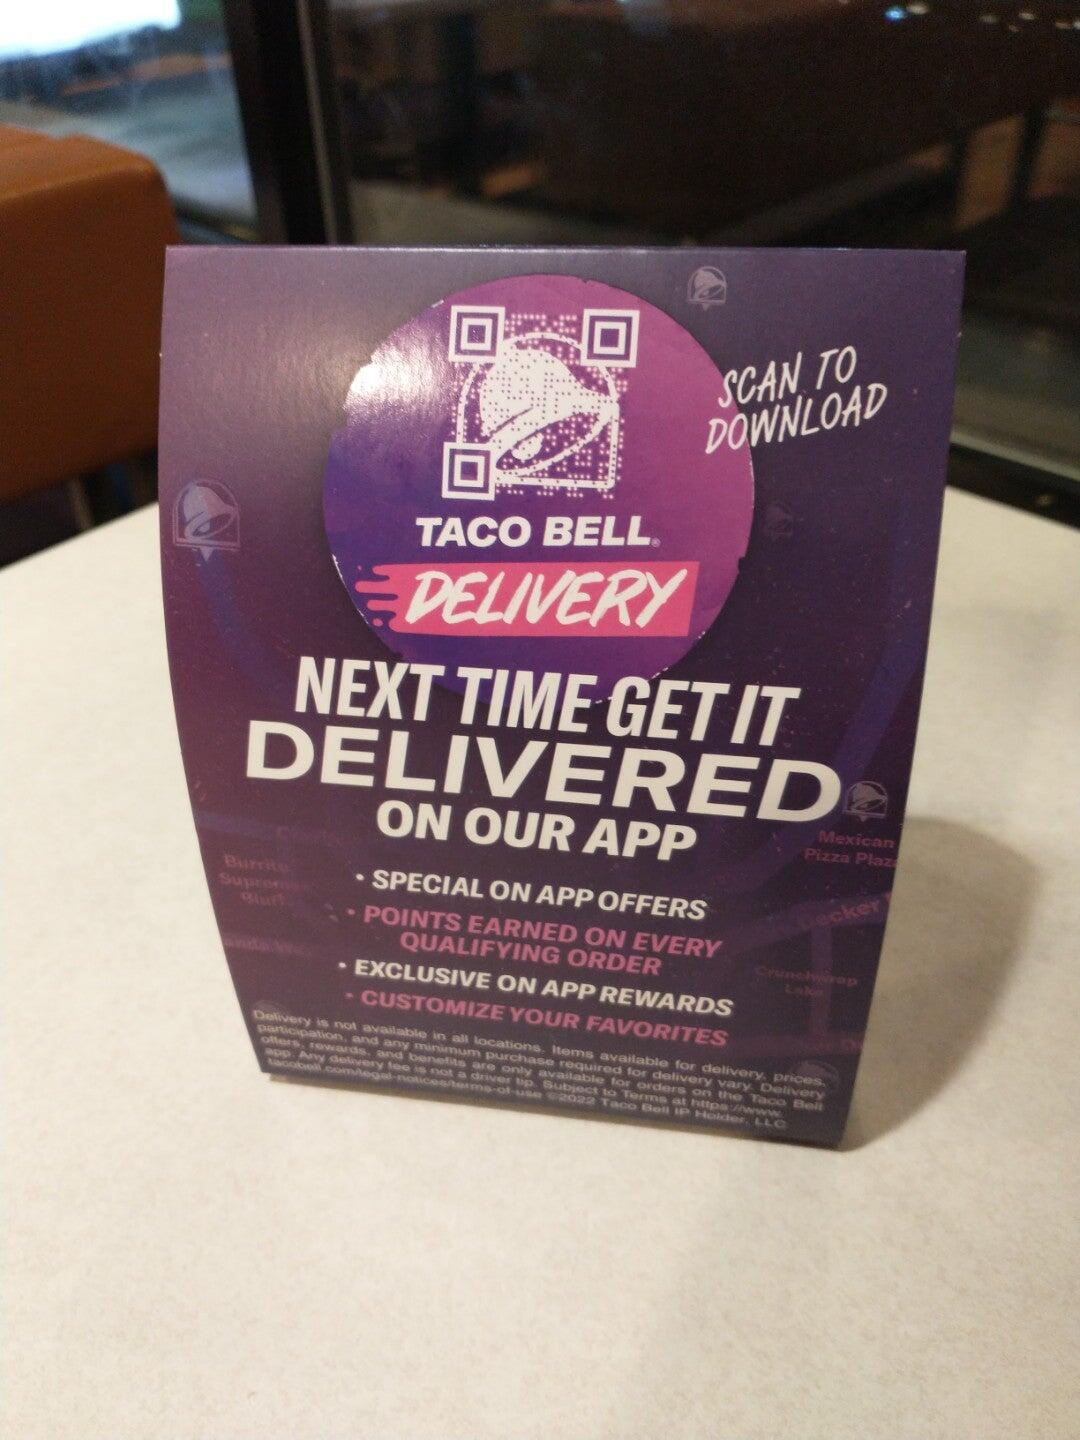 SCAN TO
DOWNLOAD
TACO BELL®
DELIVERY
NEXT TIME GET IT
DELIVERED
ON OUR APP
• SPECIAL ON APP OFFERS
• POINTS EARNED ON EVERY
QUALIFYING ORDER
• EXCLUSIVE ON APP REWARDS
• CUSTOMIZE YOUR FAVORITES
Mexican
Pizza Plaza
Burrito
Supreme
Bluff
Crunchwrap
Lake
Delivery is not available in all locations. Items available for delivery, prices,
participation, and any minimum purchase required for delivery vary. Delivery
offers, rewards, and benefits are only available for orders on the Taco Bell
app. Any delivery fee is not a driver tip. Subject to Terms at https://www.
tacobell.com/legal-notices/terms-of-use ©2022 Taco Bell IP Holder, LLC